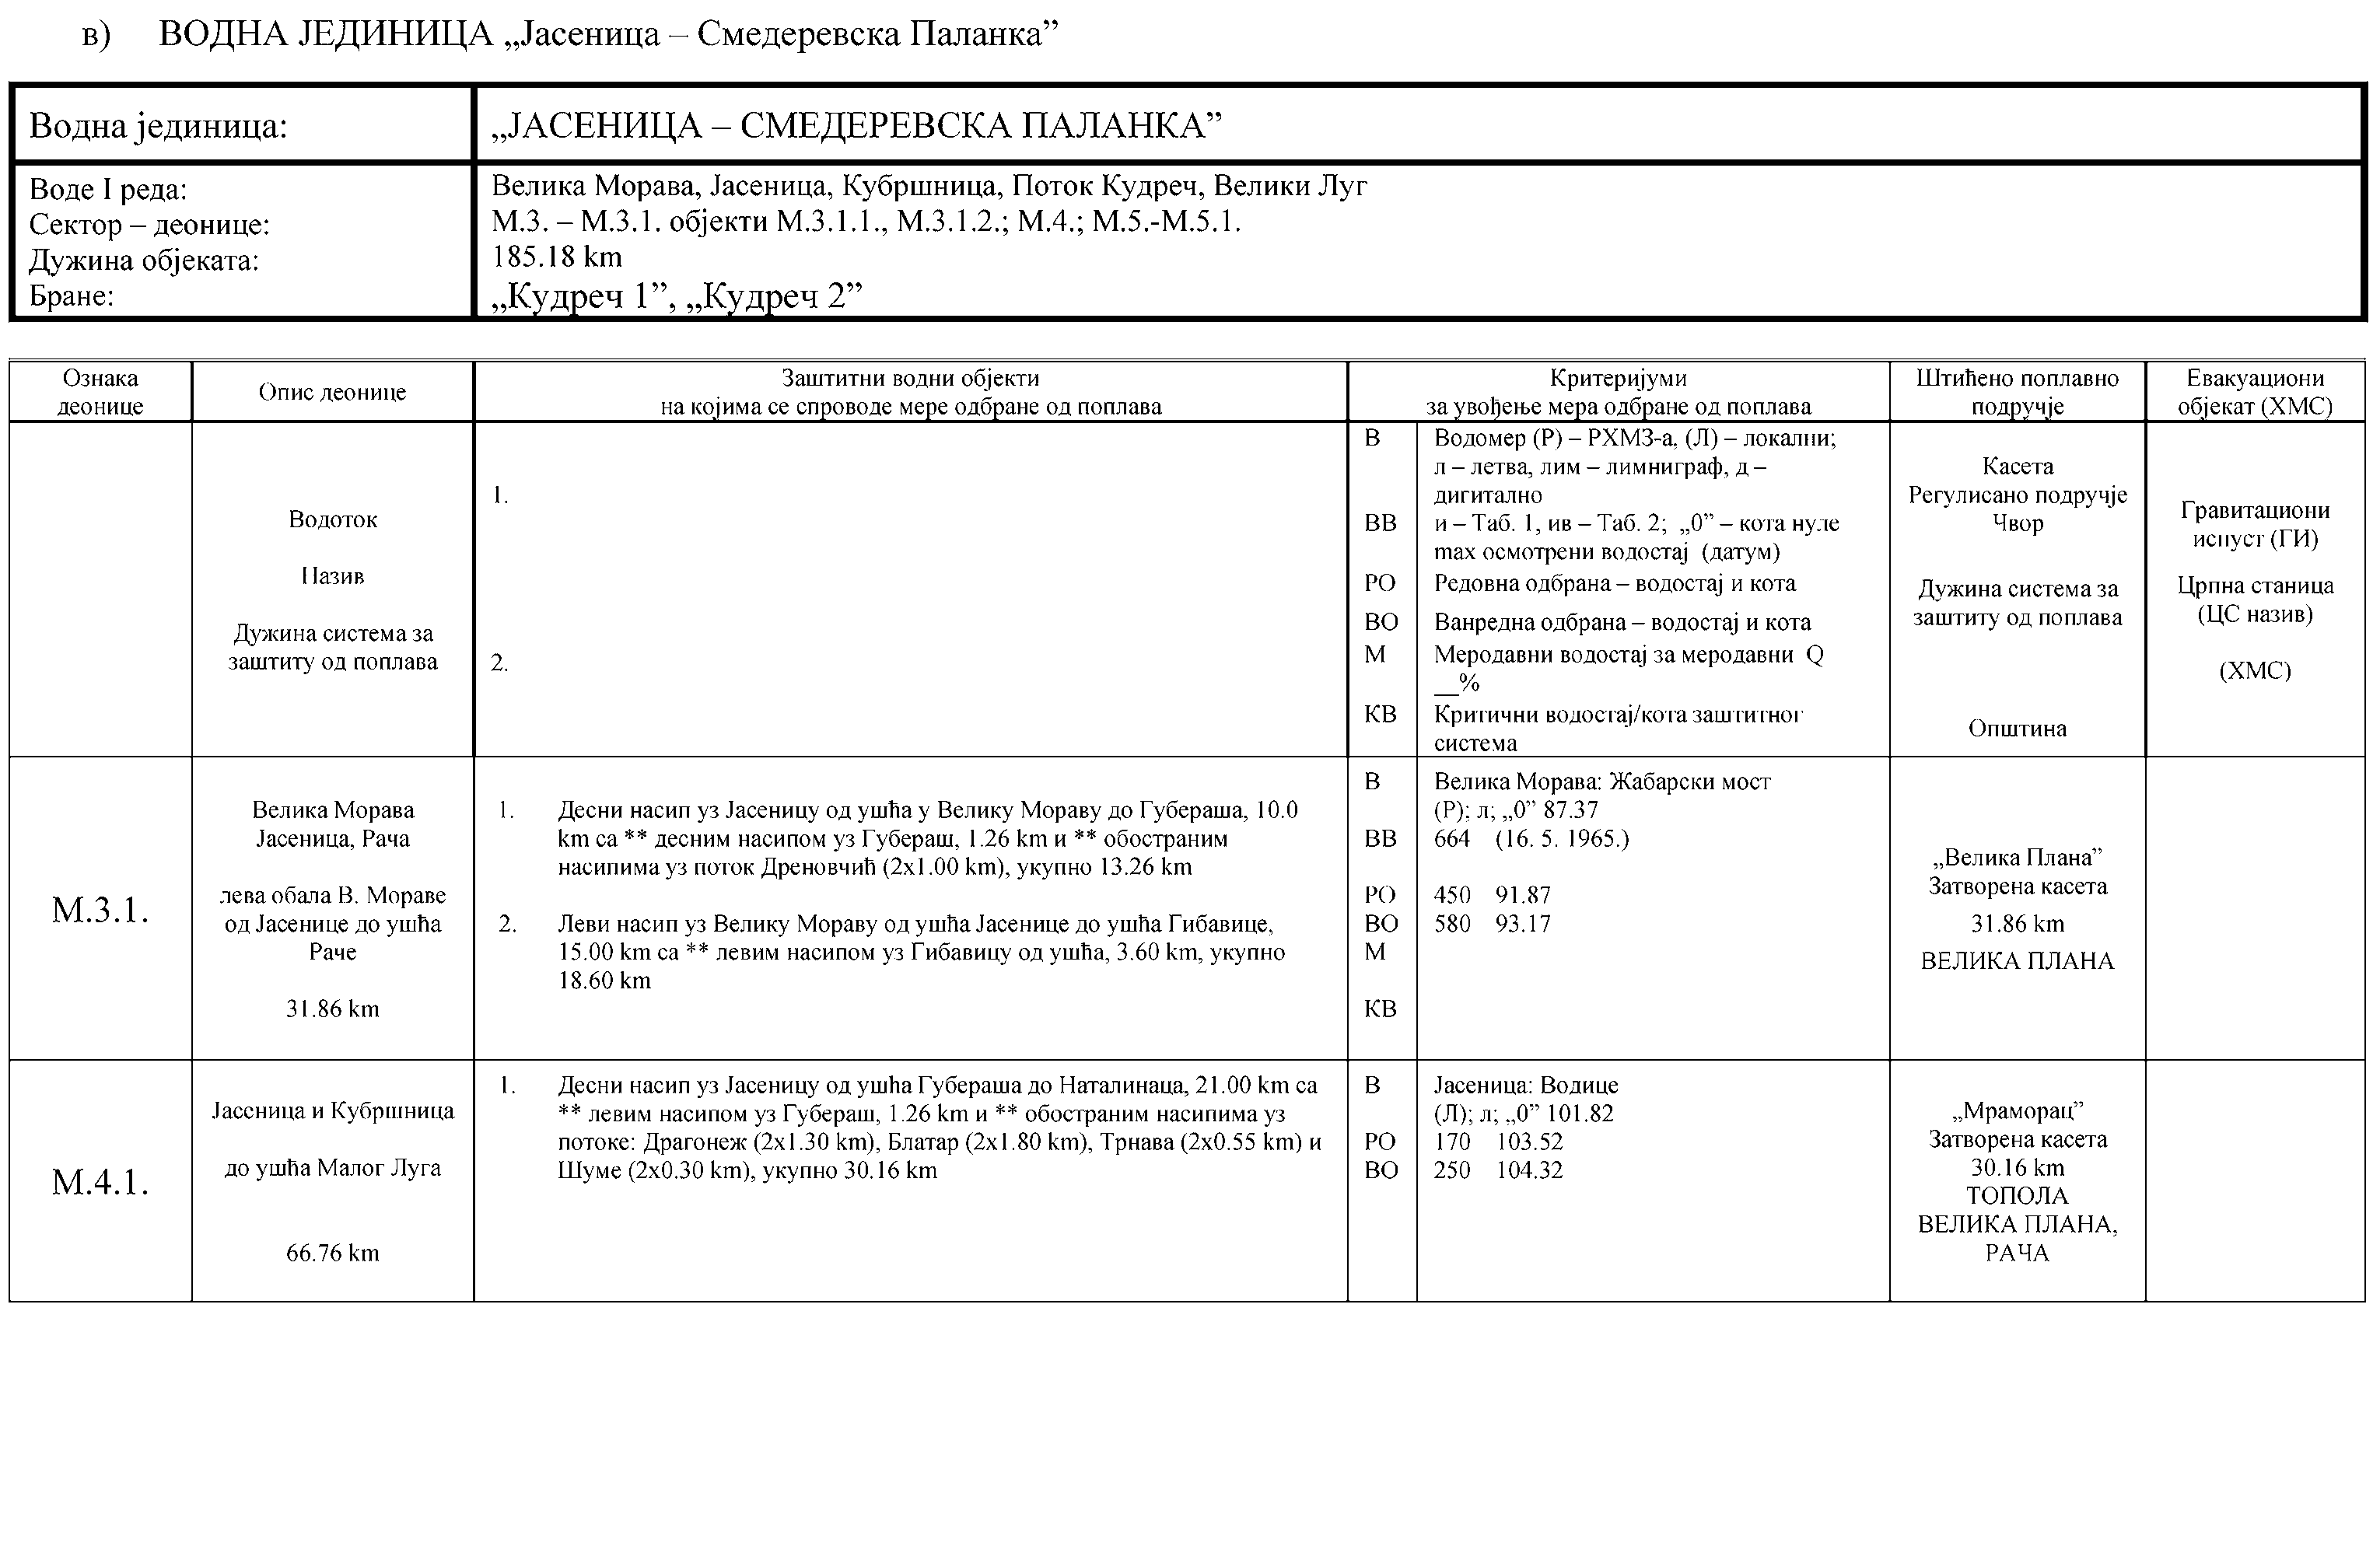 в) ВОДНА ЈЕДИНИЦА „Јасеница – Смедеревска Паланка”
Водна јединица:
„ЈАСЕНИЦА – СМЕДЕРЕВСКА ПАЛАНКА”
Воде I реда:
Сектор – деонице:
Дужина објеката:
Бране:
Велика Морава, Јасеница, Кубршница, Поток Кудреч, Велики Луг
М.3. – М.3.1. објекти М.3.1.1., М.3.1.2.; М.4.; М.5.-М.5.1.
185.18 km
„Кудреч 1”, „Кудреч 2”
Ознака
деонице
Опис деонице
Заштитни водни објекти
на којима се спроводе мере одбране од поплава
Критеријуми
за увођење мера одбране од поплава
Штићено поплавно
подручје
Евакуациони
објекат (ХМС)
Водоток
Назив
Дужина система за
заштиту од поплава
1.
2.
В Водомер (Р) – РХМЗ-а, (Л) – локални;
л – летва, лим – лимниграф, д –
дигитално
ВВ и – Таб. 1, ив – Таб. 2; „0” – кота нуле
max осмотрени водостај (датум)
РО Редовна одбрана – водостај и кота
ВО Ванредна одбрана – водостај и кота
М Меродавни водостај за меродавни Q
__%
КВ Критични водостај/кота заштитног
система
Касета
Регулисано подручје
Чвор
Дужина система за
заштиту од поплава
Општина
Гравитациони
испуст (ГИ)
Црпна станица
(ЦС назив)
(ХМС)
М.3.1.
Велика Морава
Јасеница, Рача
лева обала В. Мораве
од Јасенице до ушћа
Раче
31.86 km
1. Десни насип уз Јасеницу од ушћа у Велику Мораву до Губераша, 10.0
km са ** десним насипом уз Губераш, 1.26 km и ** обостраним
насипима уз поток Дреновчић (2x1.00 km), укупно 13.26 km
2. Леви насип уз Велику Мораву од ушћа Јасенице до ушћа Гибавице,
15.00 km са ** левим насипом уз Гибавицу од ушћа, 3.60 km, укупно
18.60 km
В Велика Морава: Жабарски мост
(Р); л; „0” 87.37
ВВ 664 (16. 5. 1965.)
РО 450 91.87
ВО 580 93.17
М
КВ
„Велика Плана”
Затворена касета
31.86 km
ВЕЛИКА ПЛАНА
М.4.1.
Јасеница и Кубршница
до ушћа Малог Луга
66.76 km
1. Десни насип уз Јасеницу од ушћа Губераша до Наталинаца, 21.00 km са
** левим насипом уз Губераш, 1.26 km и ** обостраним насипима уз
потоке: Драгонеж (2x1.30 km), Блатар (2x1.80 km), Трнава (2x0.55 km) и
Шуме (2x0.30 km), укупно 30.16 km
В Јасеница: Водице
(Л); л; „0” 101.82
РО 170 103.52
ВО 250 104.32
„Мраморац”
Затворена касета
30.16 km
ТОПОЛА
ВЕЛИКА ПЛАНА,
РАЧА